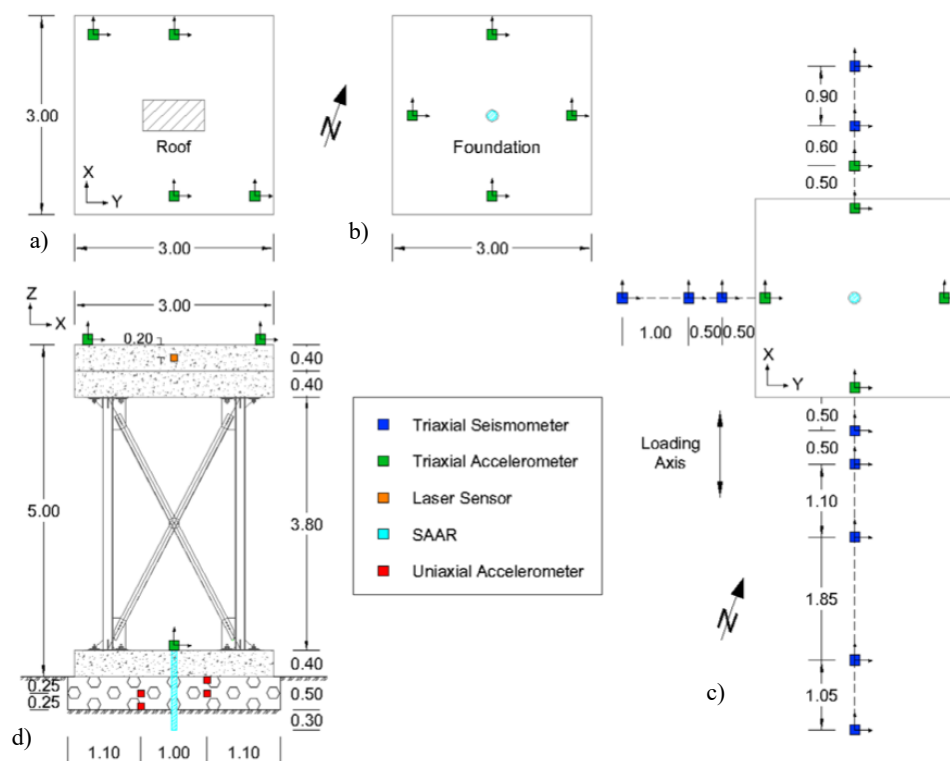 3.00
Roof
X
Y
3.00
a)
N
Foundation
3.00
b)
0.90
0.60
0.50
1.00
0.50
0.50
X
Y
Loading
Axis
0.50
0.50
1.10
1.85
1.05
N
c)
Z
X
3.00
0.20
0.40
0.40
5.00
3.80
0.40
0.25
0.25
0.50
0.30
1.10
1.00
1.10
d)
Triaxial Seismometer
Triaxial Accelerometer
Laser Sensor
SAAR
Uniaxial Accelerometer